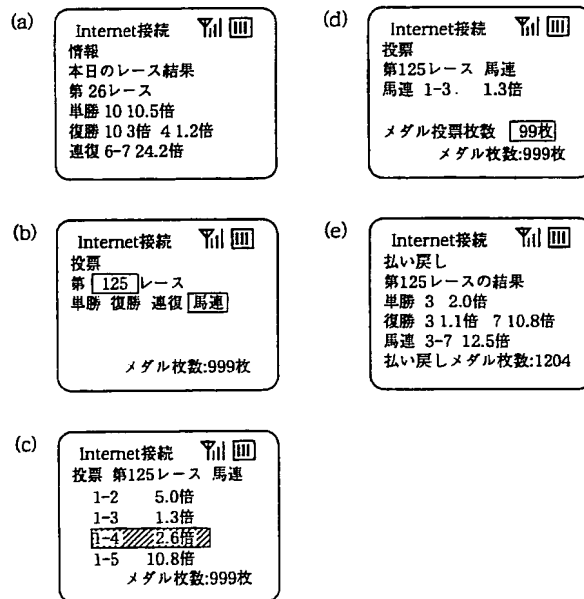 (a)
Internet接続
情報
本日のレース結果
第 26レース
単勝 10 10.5倍
復勝 10 3倍 4 1.2倍
連復 6-7 24.2倍
(b)
Internet接続
投票
第 125 レース
単勝 復勝 連復 馬連
メダル枚数:999枚
(c)
Internet接続
投票 第125レース 馬連
1-2 5.0倍
1-3 1.3倍
1-4 2.6倍
1-5 10.8倍
メダル枚数:999枚
(d)
Internet接続
投票
第125レース 馬連
馬連 1-3. 1.3倍
メダル投票枚数 99枚
メダル枚数:999枚
(e)
Internet接続
払い戻し
第125レースの結果
単勝 3 2.0倍
復勝 3 1.1倍 7 10.8倍
馬連 3-7 12.5倍
払い戻しメダル枚数:1204